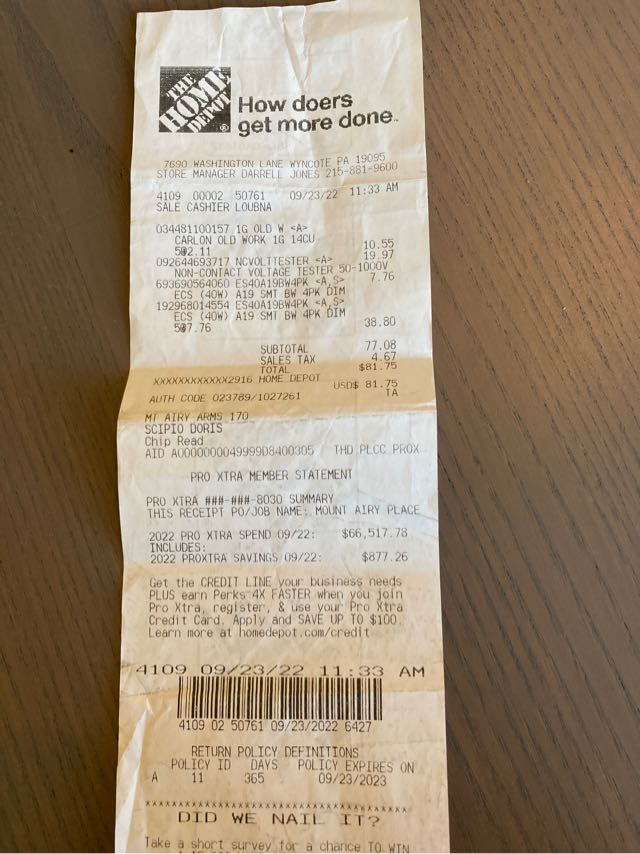 THE
HOME
DEPOT
®
How doers
get more done™
7690 WASHINGTON LANE WYNCOTE PA 19095
STORE MANAGER DARRELL JONES 215-881-9600
4109 00002 50761 09/23/22 11:33 AM
SALE CASHIER LOUBNA
034481100157 1G OLD W <A>
CARLON OLD WORK 1G 14CU
5@2.11 10.55
092644693717 NCVOLTTESTER <A> 19.97
NON-CONTACT VOLTAGE TESTER 50-1000V
693690564060 ES40A19BW4PK <A,S> 7.76
ECS (40W) A19 SMT BW 4PK DIM
192968014554 ES40A19BW4PK <A,S>
ECS (40W) A19 SMT BW 4PK DIM
5@7.76 38.80
SUBTOTAL 77.08
SALES TAX 4.67
TOTAL $81.75
XXXXXXXXXXXX2916 HOME DEPOT
USD$ 81.75
AUTH CODE 023789/1027261 TA
MT AIRY ARMS 170
SCIPIO DORIS
Chip Read
AID A0000000049999D8400305 THD PLCC PROX
PRO XTRA MEMBER STATEMENT
PRO XTRA ###-###-8030 SUMMARY
THIS RECEIPT PO/JOB NAME: MOUNT AIRY PLACE
2022 PRO XTRA SPEND 09/22: $66,517.78
INCLUDES:
2022 PROXTRA SAVINGS 09/22: $877.26
Get the CREDIT LINE your business needs
PLUS earn Perks 4X FASTER when you join
Pro Xtra, register, & use your Pro Xtra
Credit Card. Apply and SAVE UP TO $100.
Learn more at homedepot.com/credit
4109 09/23/22 11:33 AM
4109 02 50761 09/23/2022 6427
RETURN POLICY DEFINITIONS
POLICY ID DAYS POLICY EXPIRES ON
A 11 365 09/23/2023
DID WE NAIL IT?
Take a short survey for a chance TO WIN